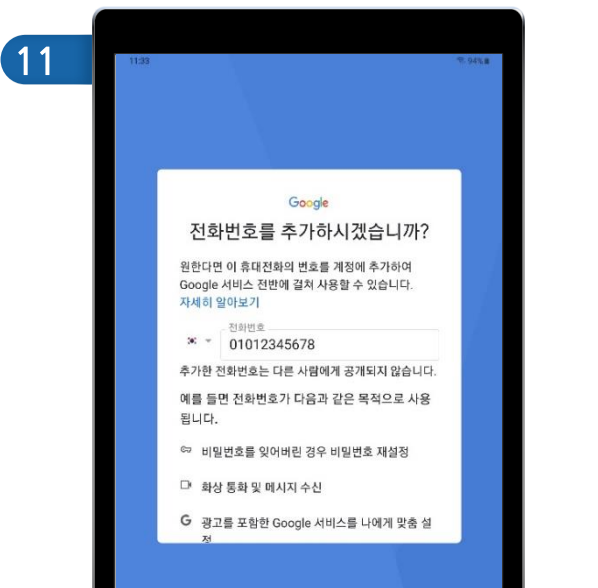 11
11:33
94%
Google
전화번호를 추가하시겠습니까?
원한다면 이 휴대전화의 번호를 계정에 추가하여
Google 서비스 전반에 걸쳐 사용할 수 있습니다.
자세히 알아보기
전화번호
01012345678
추가한 전화번호는 다른 사람에게 공개되지 않습니다.
예를 들면 전화번호가 다음과 같은 목적으로 사용
됩니다.
비밀번호를 잊어버린 경우 비밀번호 재설정
화상 통화 및 메시지 수신
G 광고를 포함한 Google 서비스를 나에게 맞춤 설
정